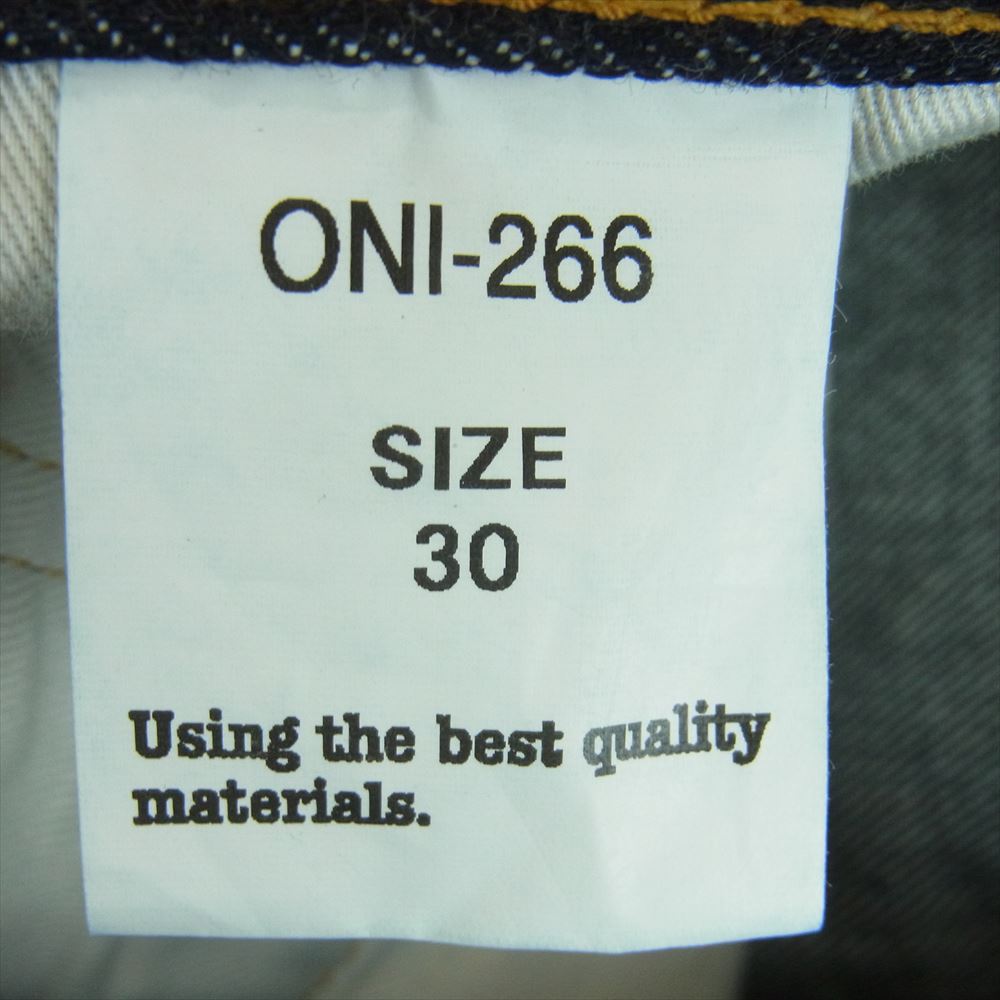 ONI-266
SIZE
30
Using the best quality
materials.